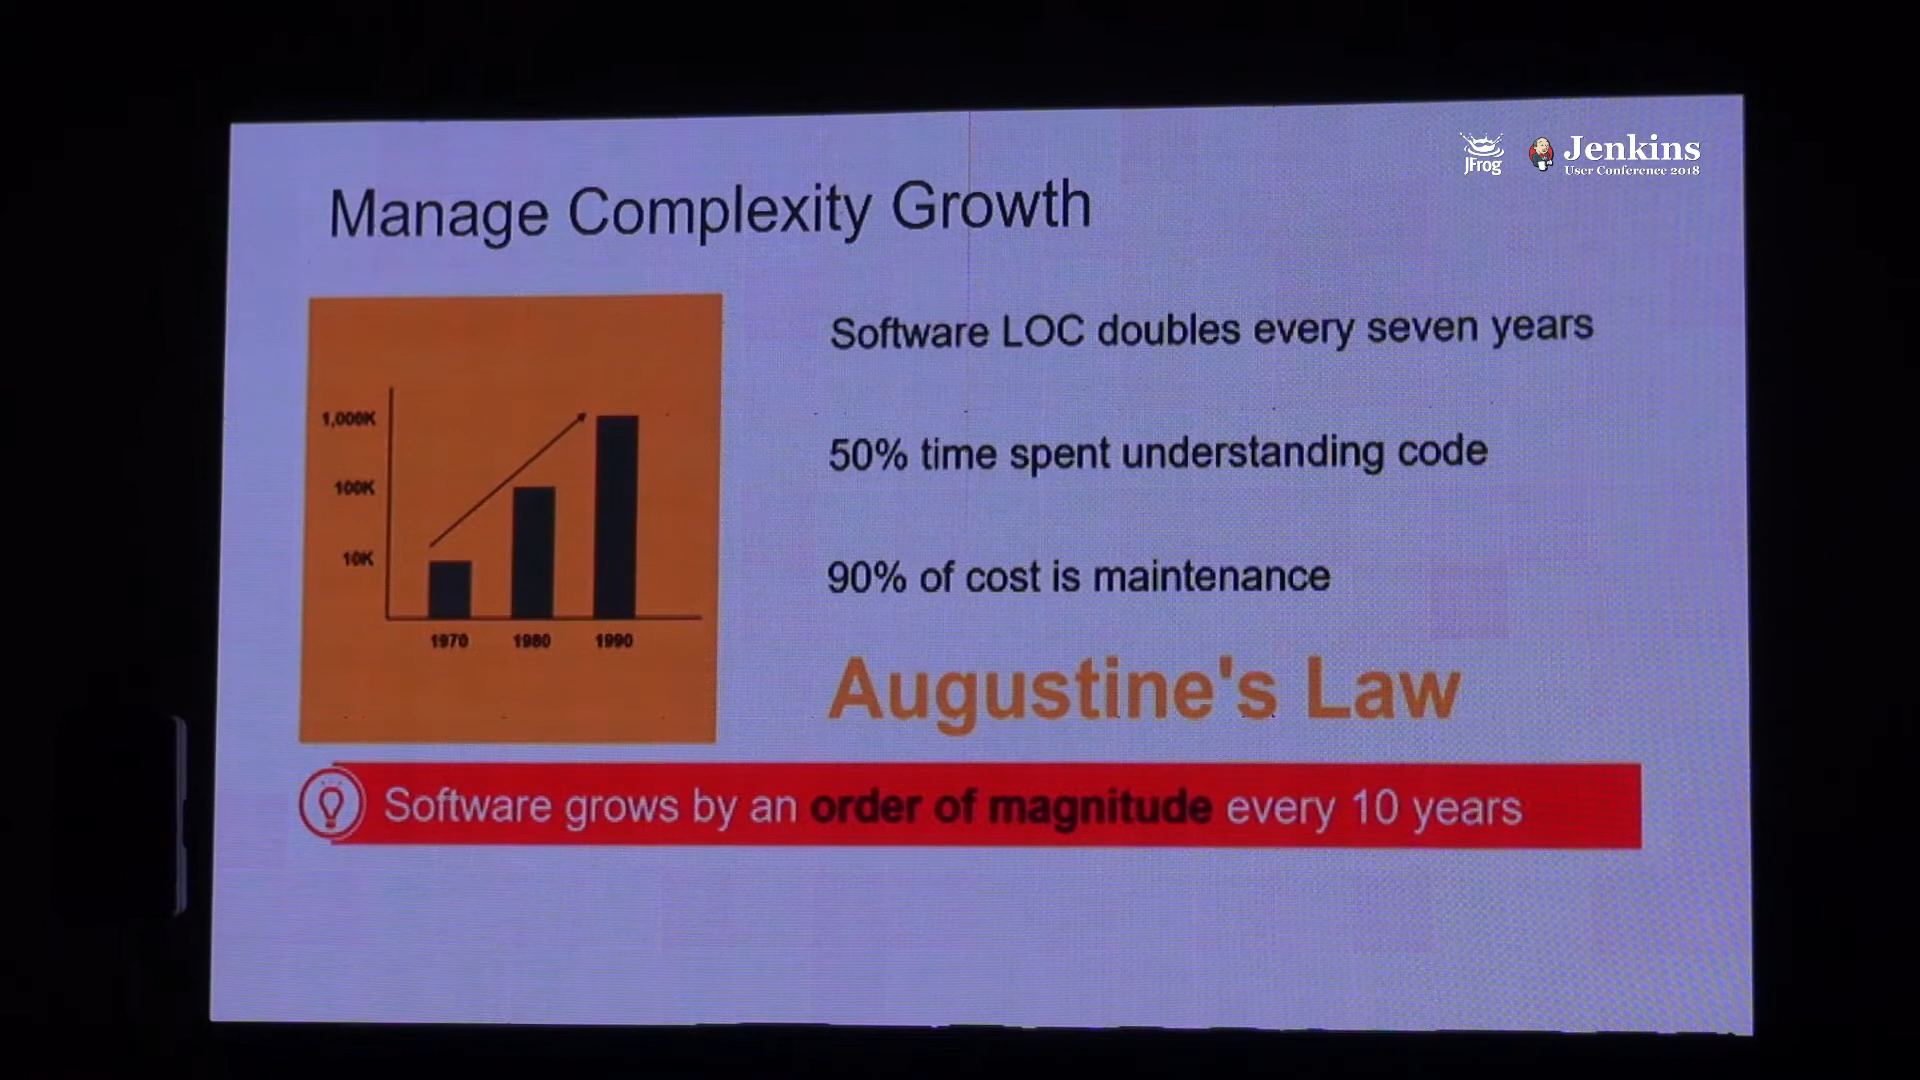 JFrog
Jenkins
User Conference 2018
Manage Complexity Growth
1,000K
100K
10K
1970
1980
1990
Software LOC doubles every seven years
50% time spent understanding code
90% of cost is maintenance
Augustine's Law
Software grows by an order of magnitude every 10 years